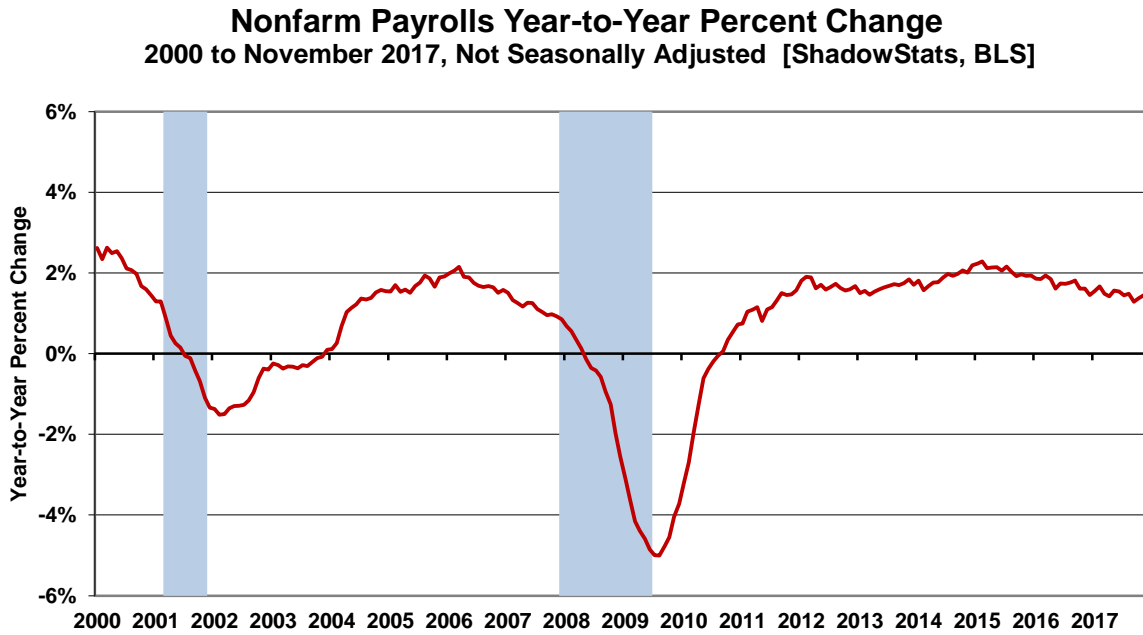 Nonfarm Payrolls Year-to-Year Percent Change
2000 to November 2017, Not Seasonally Adjusted [ShadowStats, BLS]
Year-to-Year Percent Change
6%
4%
2%
0%
-2%
-4%
-6%
2000 2001 2002 2003 2004 2005 2006 2007 2008 2009 2010 2011 2012 2013 2014 2015 2016 2017